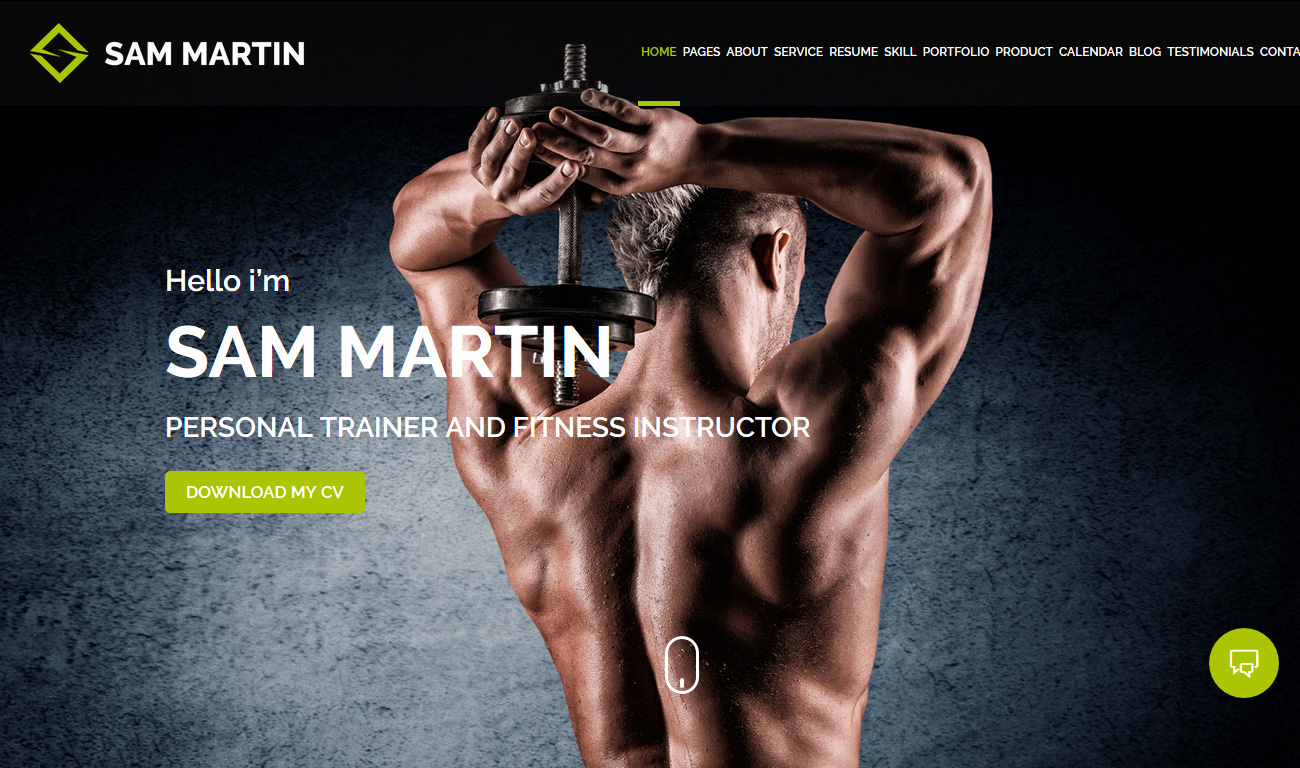 SAM MARTIN
HOME PAGES ABOUT SERVICE RESUME SKILL PORTFOLIO PRODUCT CALENDAR BLOG TESTIMONIALS CONTA
Hello i'm
SAM MARTIN
PERSONAL TRAINER AND FITNESS INSTRUCTOR
DOWNLOAD MY CV